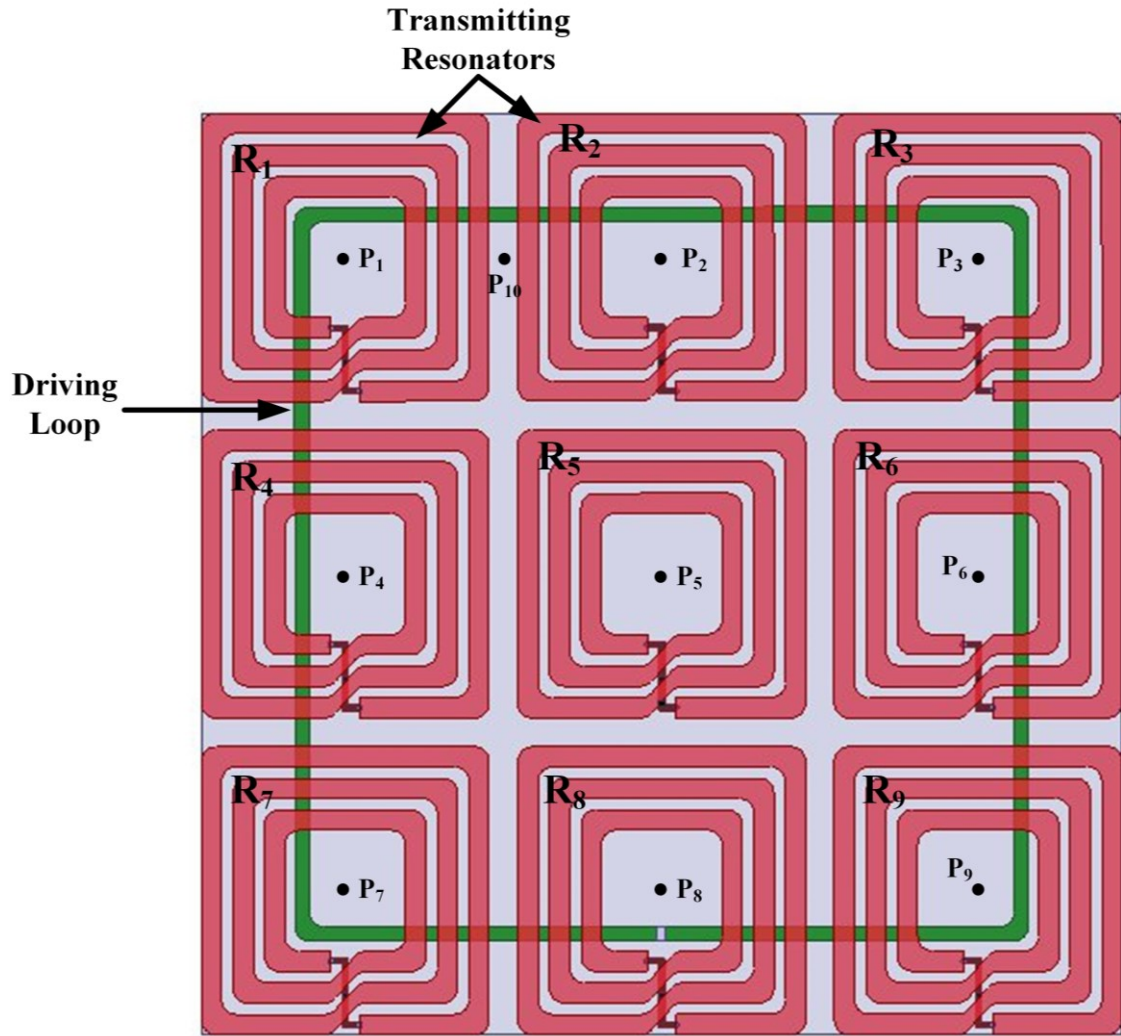 Transmitting
Resonators
R₁
R₂
R₃
P₁
P₁₀
P₂
P₃
Driving
Loop
R₄
R₅
R₆
P₄
P₅
P₆
R₇
R₈
R₉
P₇
P₈
P₉